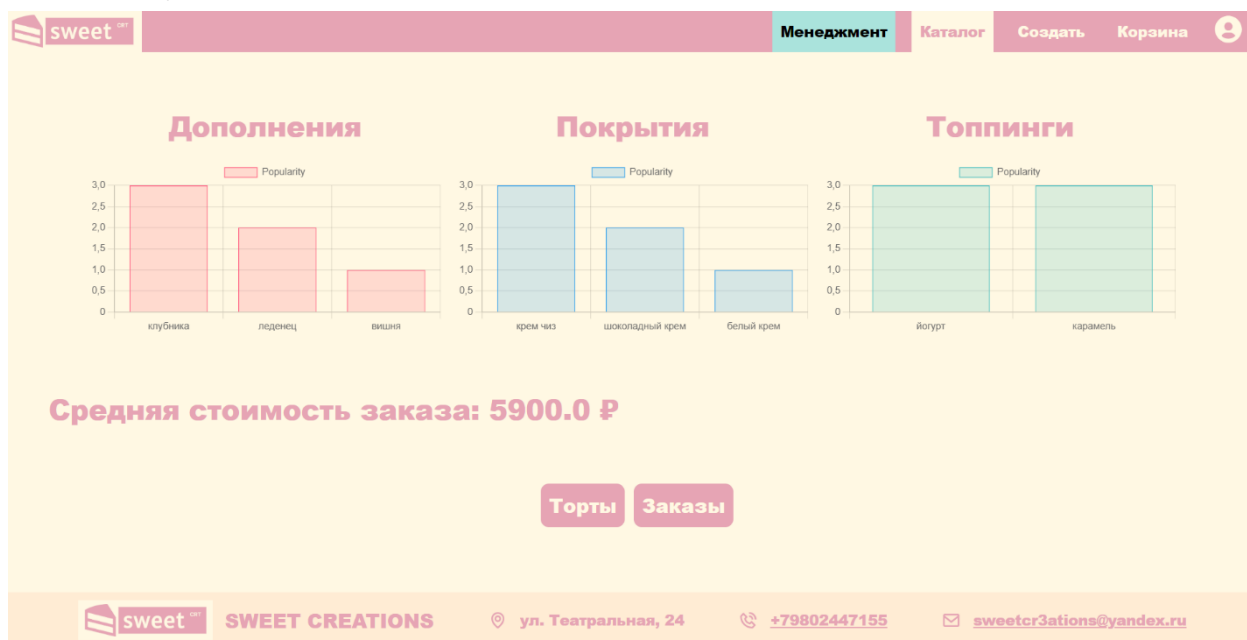 sweet свт
Менеджмент Каталог Создать Корзина
Дополнения Покрытия Топпинги
Popularity Popularity Popularity
3,0 3,0 3,0
2,5 2,5 2,5
2,0 2,0 2,0
1,5 1,5 1,5
1,0 1,0 1,0
0,5 0,5 0,5
0 0 0
клубника леденец вишня крем чиз шоколадный крем белый крем йогурт карамель
Средняя стоимость заказа: 5900.0 ₽
Торты Заказы
sweet свт SWEET CREATIONS ул. Театральная, 24 +79802447155 sweetcr3ations@yandex.ru